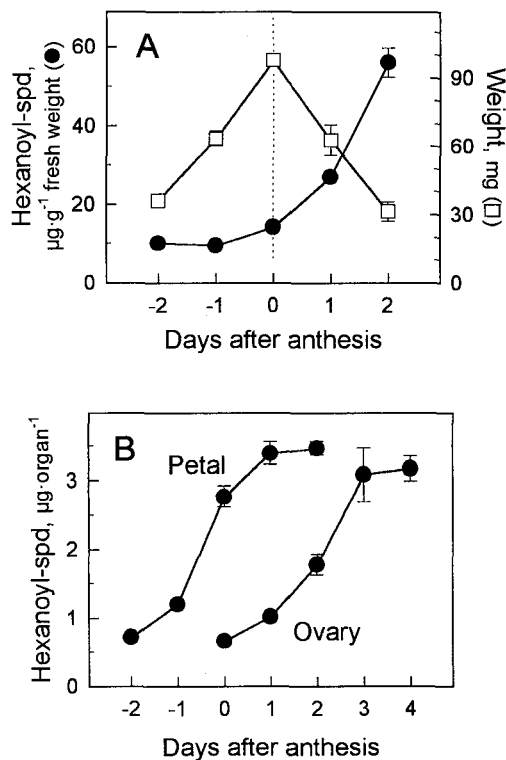 A
Hexanoyl-spd,
µg·g⁻¹ fresh weight (●)
60
40
20
0
90
60
30
0
Weight, mg (□)
-2 -1 0 1 2
Days after anthesis
B
Petal
Ovary
Hexanoyl-spd, µg·organ⁻¹
3
2
1
0
-2 -1 0 1 2 3 4
Days after anthesis